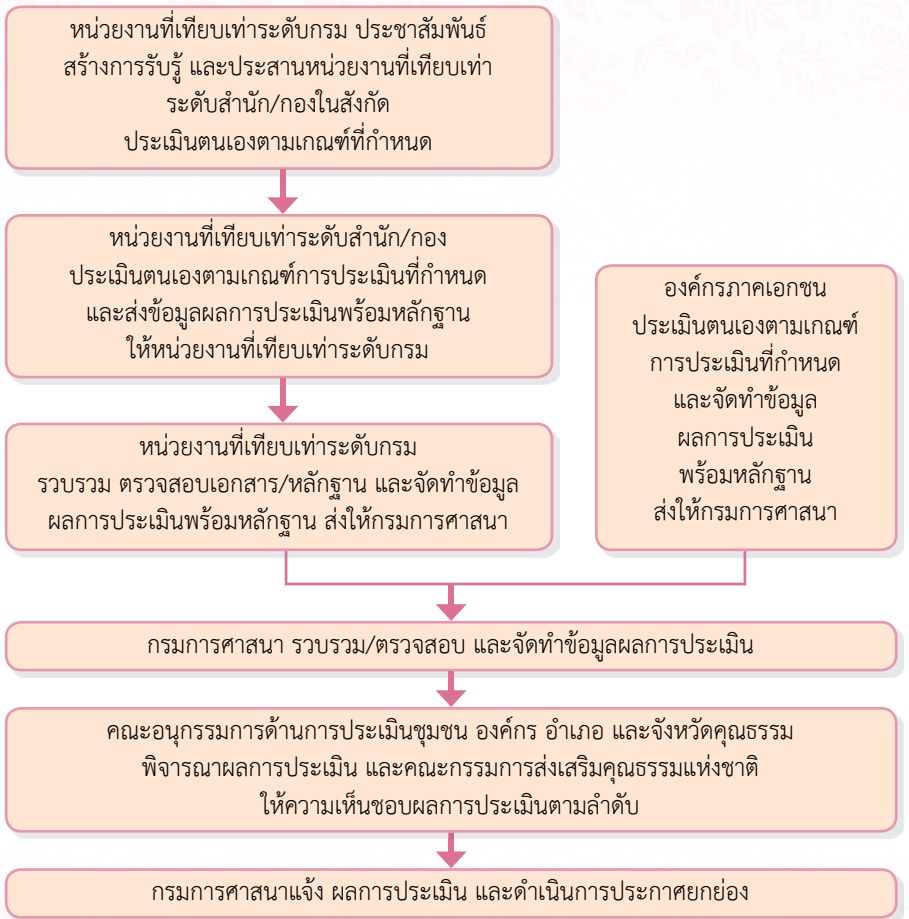 หน่วยงานที่เทียบเท่าระดับกรม ประชาสัมพันธ์
สร้างการรับรู้ และประสานหน่วยงานที่เทียบเท่า
ระดับสำนัก/กองในสังกัด
ประเมินตนเองตามเกณฑ์ที่กำหนด
หน่วยงานที่เทียบเท่าระดับสำนัก/กอง
ประเมินตนเองตามเกณฑ์การประเมินที่กำหนด
และส่งข้อมูลผลการประเมินพร้อมหลักฐาน
ให้หน่วยงานที่เทียบเท่าระดับกรม
หน่วยงานที่เทียบเท่าระดับกรม
รวบรวม ตรวจสอบเอกสาร/หลักฐาน และจัดทำข้อมูล
ผลการประเมินพร้อมหลักฐาน ส่งให้กรมการศาสนา
องค์กรภาคเอกชน
ประเมินตนเองตามเกณฑ์
การประเมินที่กำหนด
และจัดทำข้อมูล
ผลการประเมิน
พร้อมหลักฐาน
ส่งให้กรมการศาสนา
กรมการศาสนา รวบรวม/ตรวจสอบ และจัดทำข้อมูลผลการประเมิน
คณะอนุกรรมการด้านการประเมินชุมชน องค์กร อำเภอ และจังหวัดคุณธรรม
พิจารณาผลการประเมิน และคณะกรรมการส่งเสริมคุณธรรมแห่งชาติ
ให้ความเห็นชอบผลการประเมินตามลำดับ
กรมการศาสนาแจ้ง ผลการประเมิน และดำเนินการประกาศยกย่อง